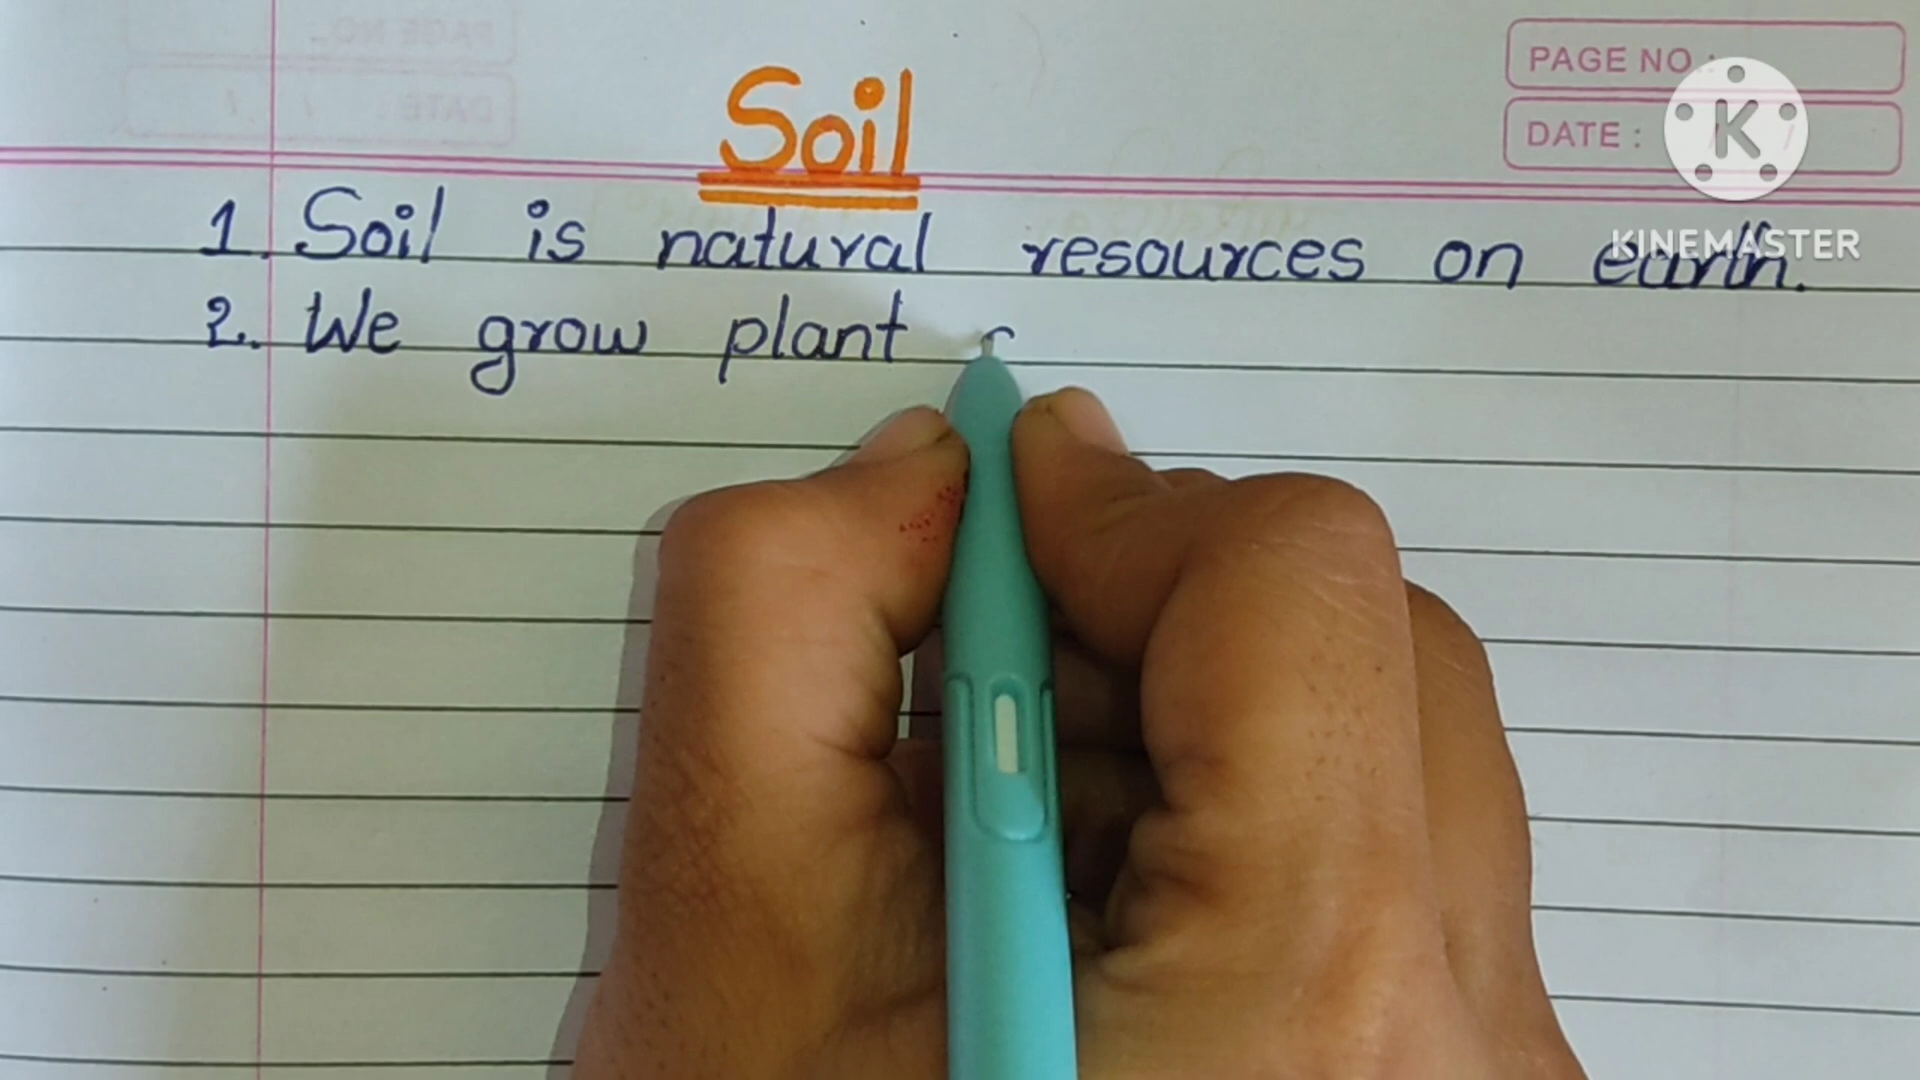 PAGE NO.:
DATE : / /
KINEMASTER
Soil
1. Soil is natural resources on earth.
2. We grow plant